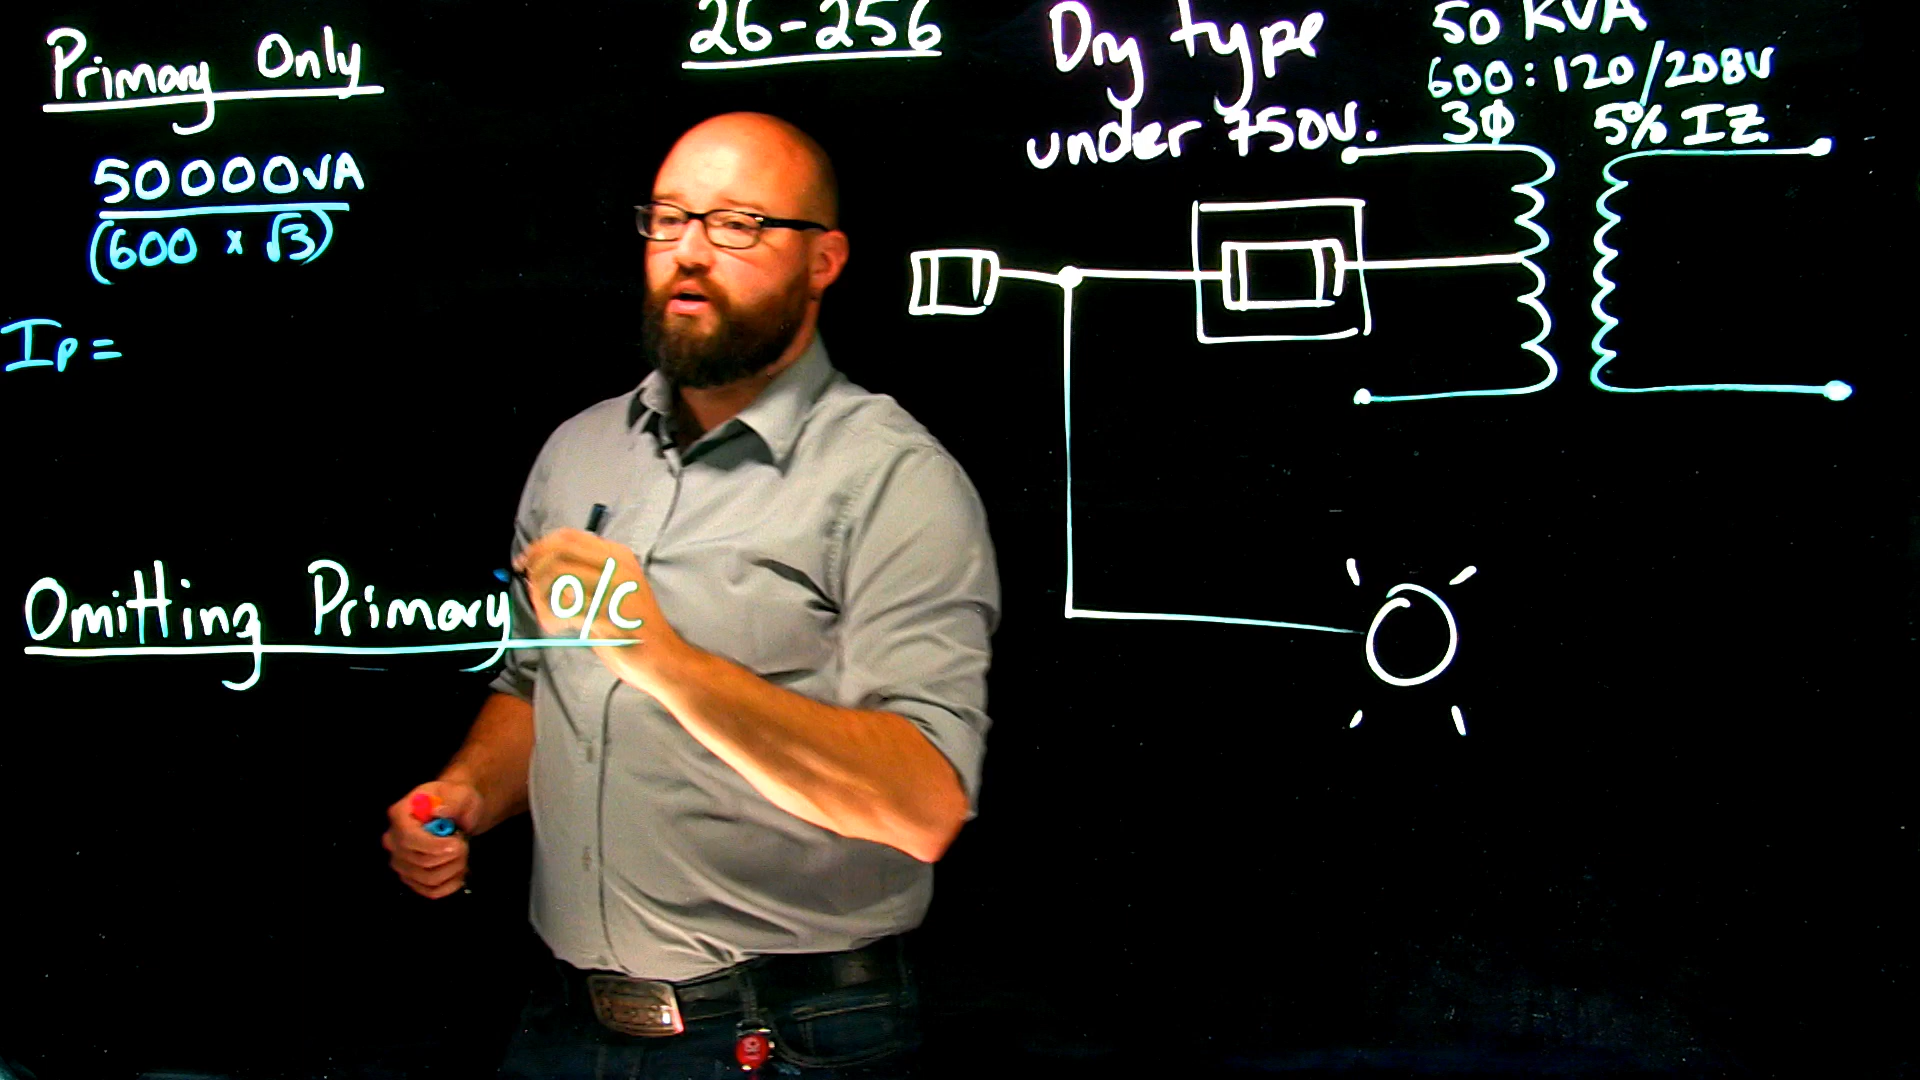 Primary Only
50000VA
(600 x √3)
Ip =
Omitting Primary O/C
26-256
Dry type
under 750V.
50 KVA
600:120/208V
3Φ 5% IZ